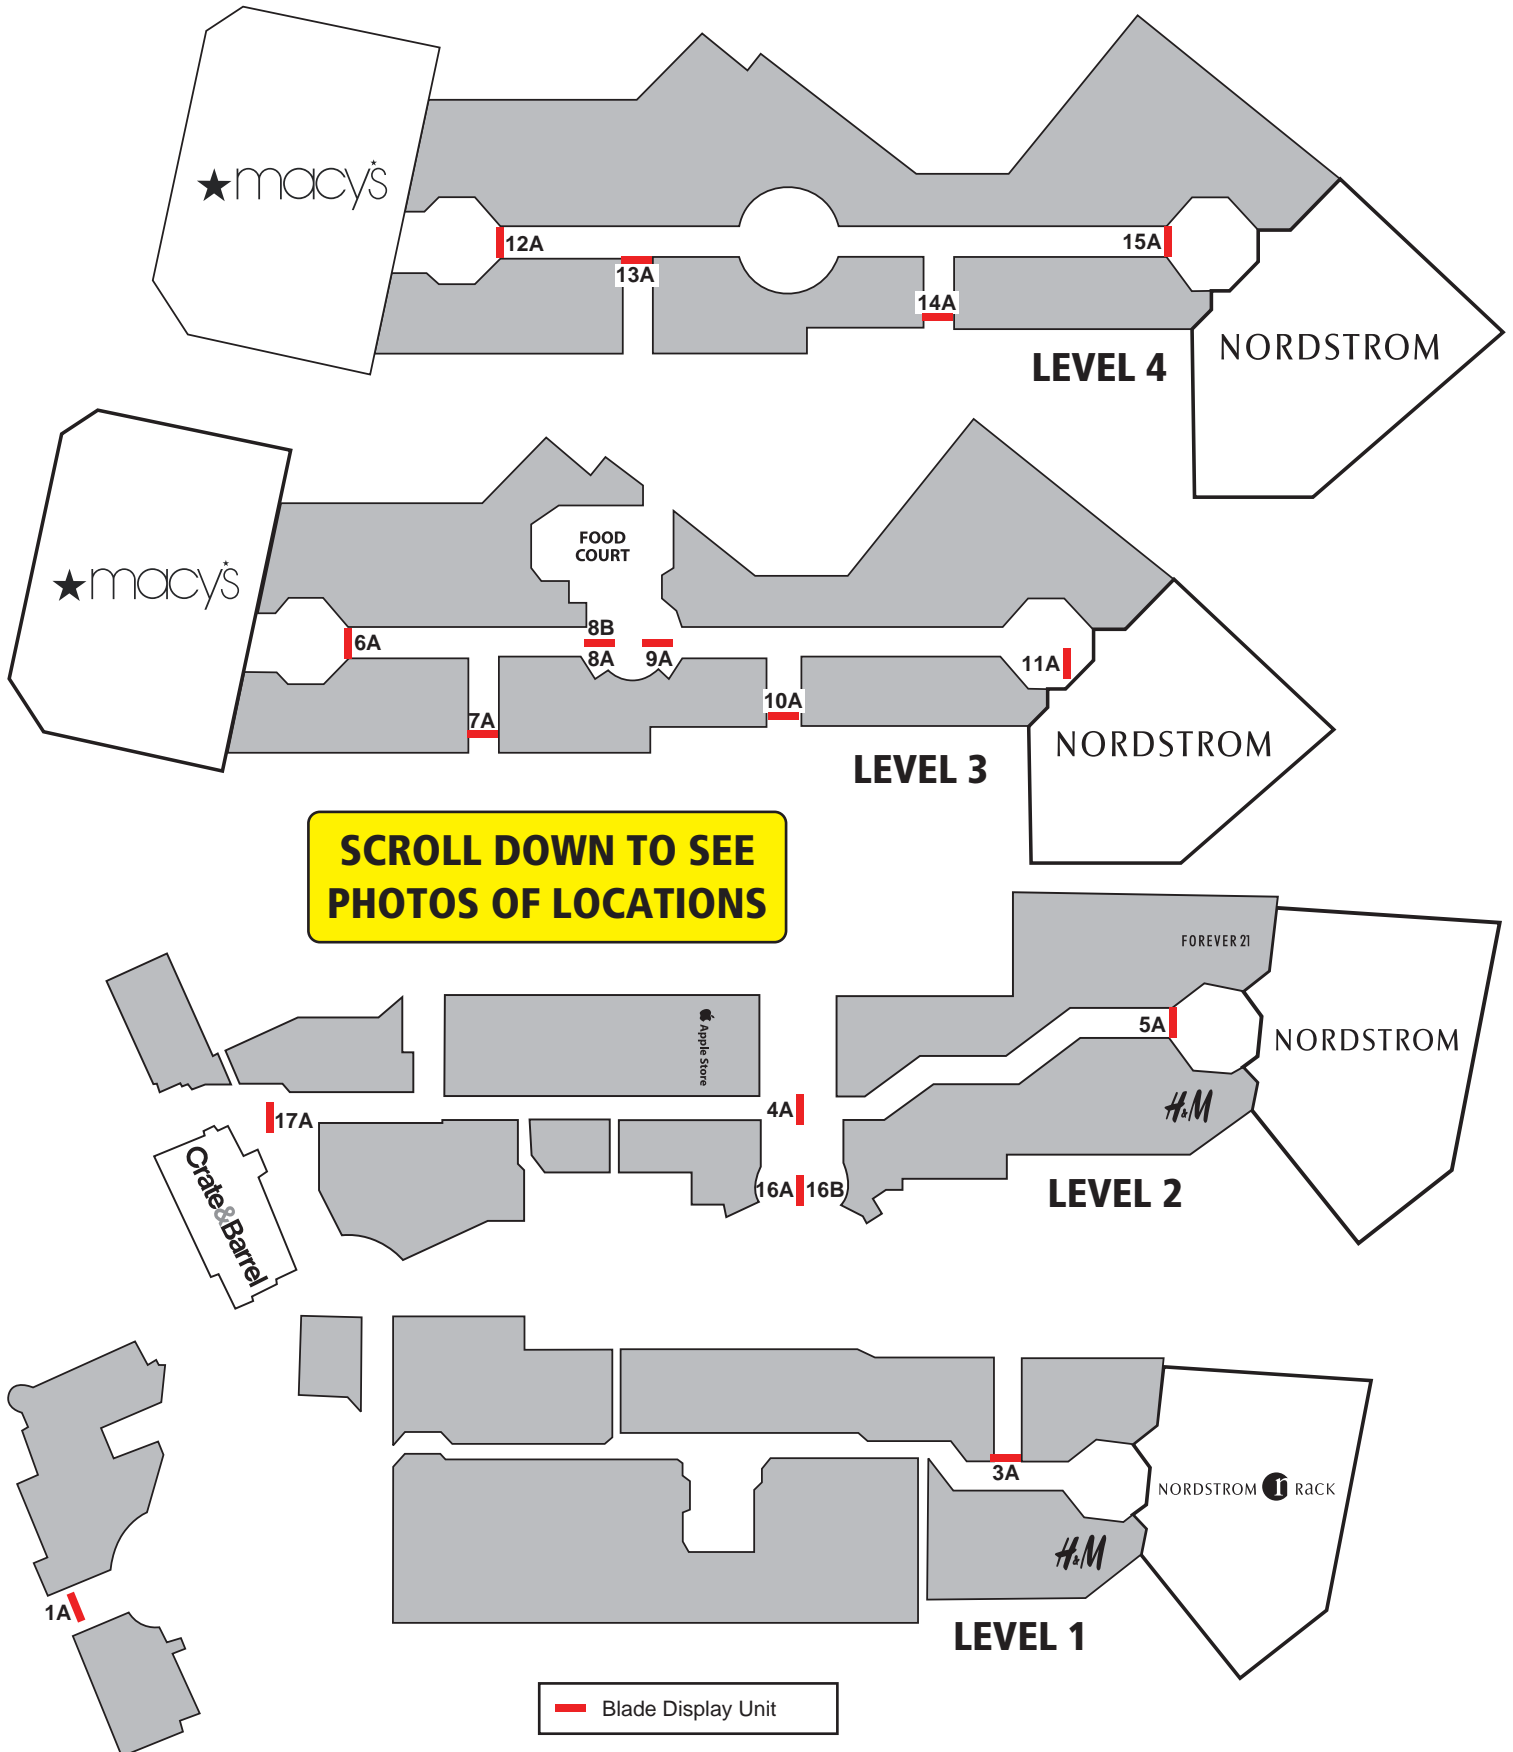 macy's
12A
13A
14A
15A
NORDSTROM
LEVEL 4
macy's
FOOD
COURT
6A
7A
8B
8A
9A
10A
11A
NORDSTROM
LEVEL 3
SCROLL DOWN TO SEE
PHOTOS OF LOCATIONS
FOREVER 21
Apple Store
5A
NORDSTROM
17A
4A
H&M
Crate&Barrel
16A
16B
LEVEL 2
3A
NORDSTROM rack
H&M
1A
LEVEL 1
Blade Display Unit